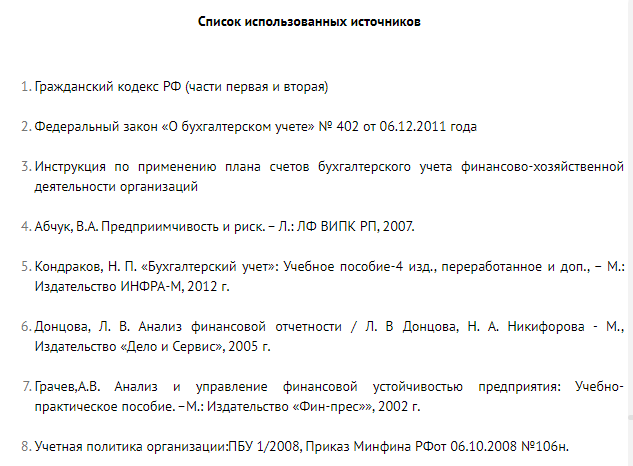 Список использованных источников
1. Гражданский кодекс РФ (части первая и вторая)
2. Федеральный закон «О бухгалтерском учете» № 402 от 06.12.2011 года
3. Инструкция по применению плана счетов бухгалтерского учета финансово-хозяйственной
деятельности организаций
4. Абчук, В.А. Предприимчивость и риск. – Л.: ЛФ ВИПК РП, 2007.
5. Кондраков, Н. П. «Бухгалтерский учет»: Учебное пособие-4 изд., переработанное и доп., – М.:
Издательство ИНФРА-М, 2012 г.
6. Донцова, Л. В. Анализ финансовой отчетности / Л. В Донцова, Н. А. Никифорова - М.,
Издательство «Дело и Сервис», 2005 г.
7. Грачев,А.В. Анализ и управление финансовой устойчивостью предприятия: Учебно-
практическое пособие. –М.: Издательство «Фин-прес»», 2002 г.
8. Учетная политика организации:ПБУ 1/2008, Приказ Минфина РФот 06.10.2008 №106н.